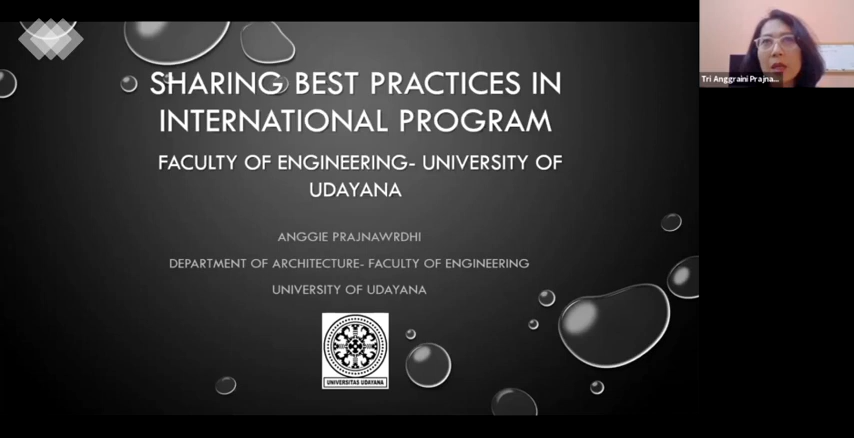 SHARING BEST PRACTICES IN
INTERNATIONAL PROGRAM
FACULTY OF ENGINEERING- UNIVERSITY OF
UDAYANA
ANGGIE PRAJNAWRDHI
DEPARTMENT OF ARCHITECTURE- FACULTY OF ENGINEERING
UNIVERSITY OF UDAYANA
UNIVERSITAS UDAYANA
Tri Anggraini Prajna...